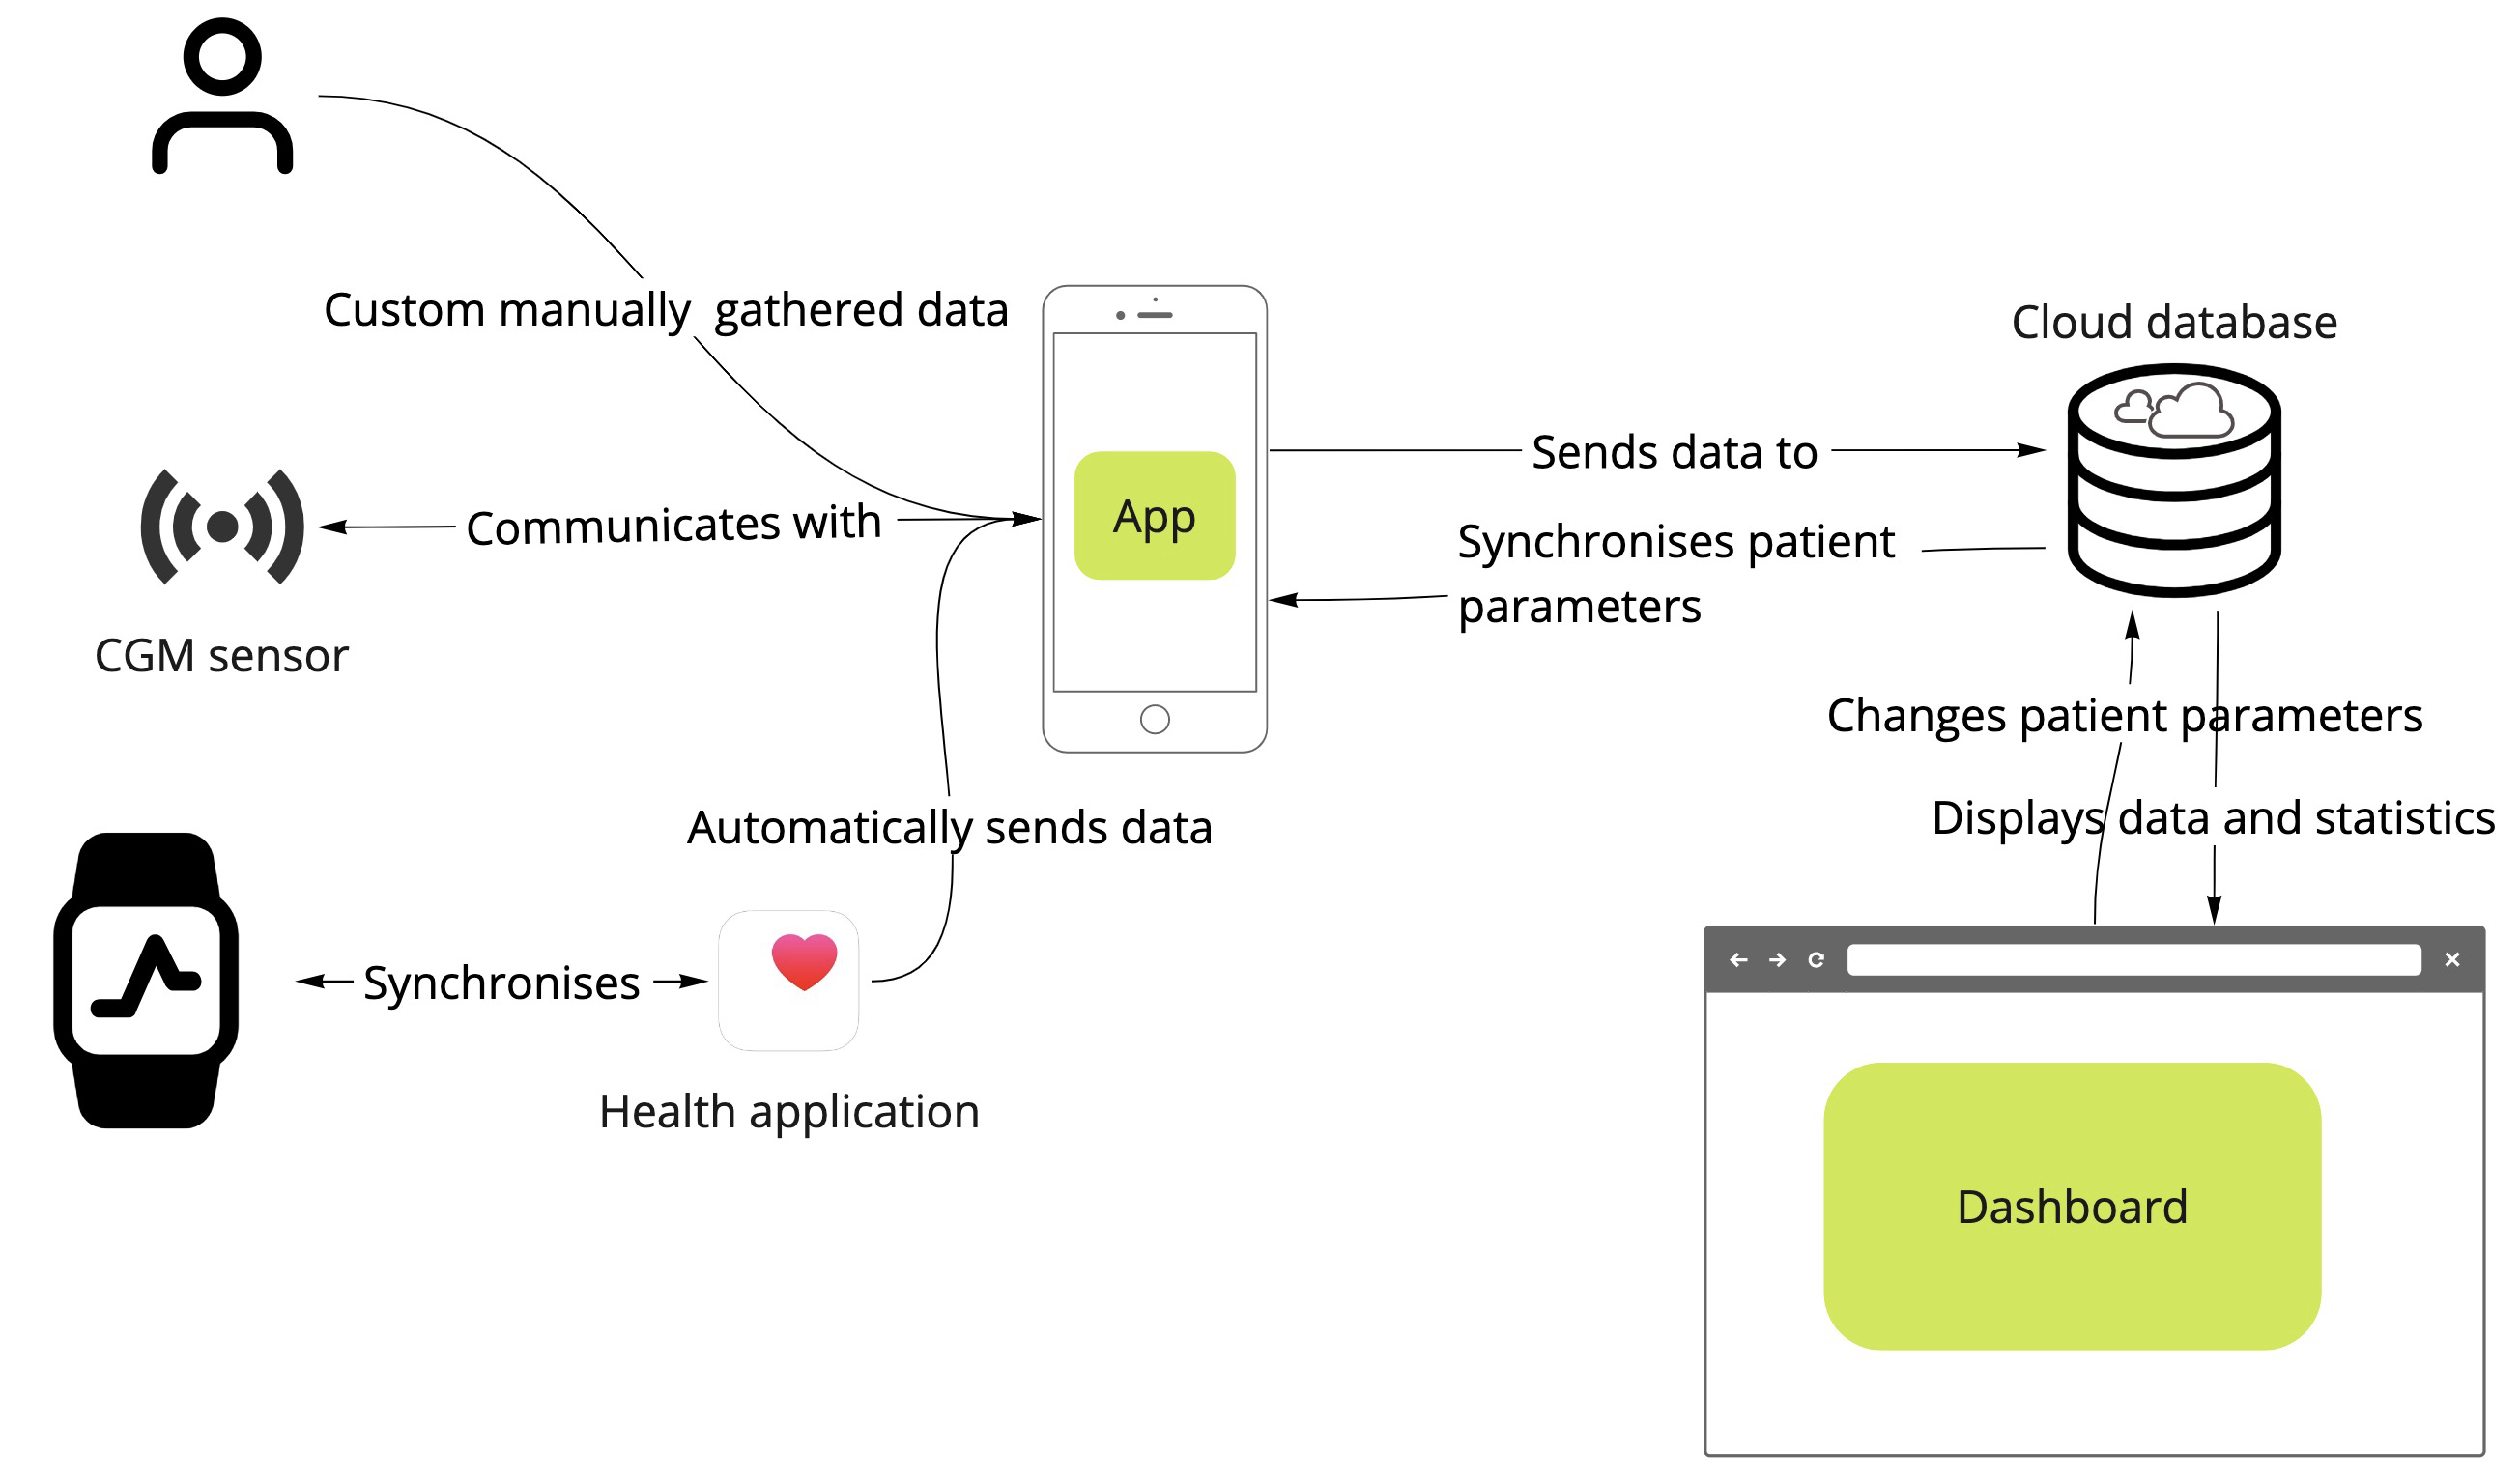 Custom manually  gathered data
Cloud database
Sends data to
App
Communicates with
Synchronises patient
parameters
CGM sensor
Changes patient parameters
Displays data and statistics
Automatically sends data
Synchronises
Health application
Dashboard